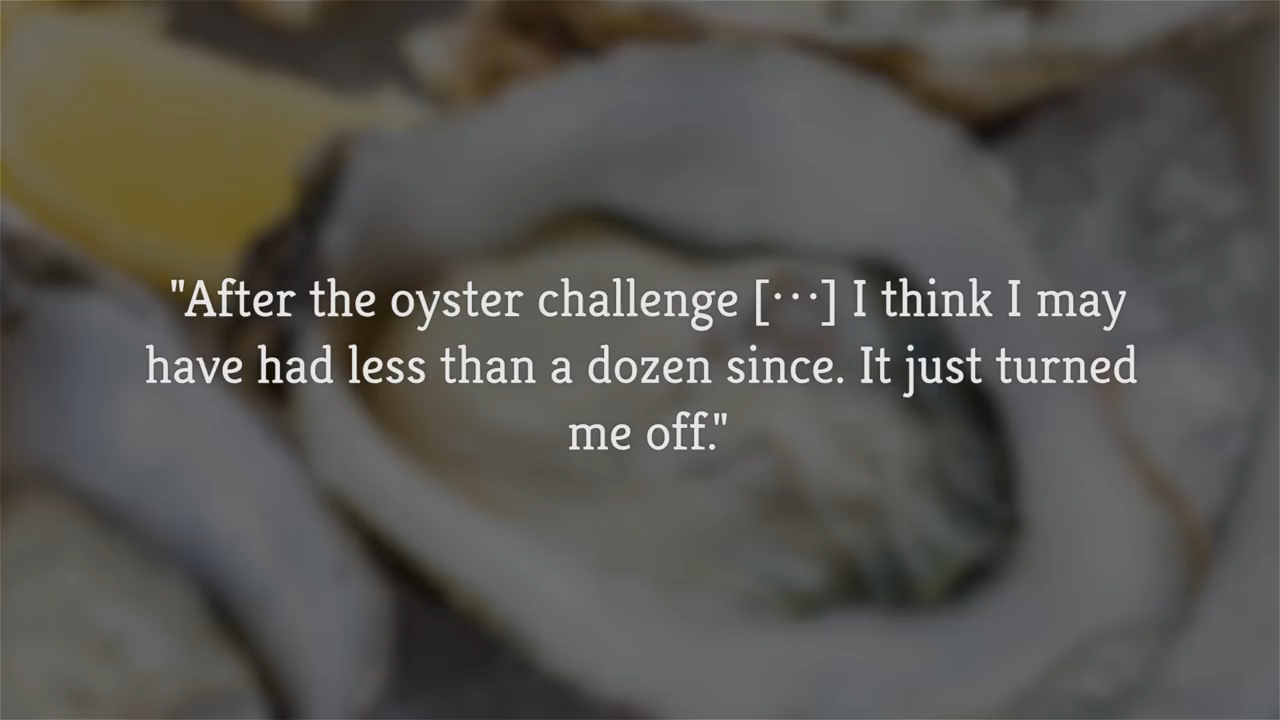 "After the oyster challenge [···] I think I may
have had less than a dozen since. It just turned
me off."